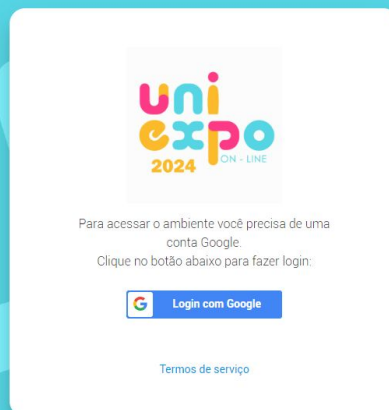 uni
expo
ON - LINE
2024
Para acessar o ambiente você precisa de uma
conta Google.
Clique no botão abaixo para fazer login:
G Login com Google
Termos de serviço